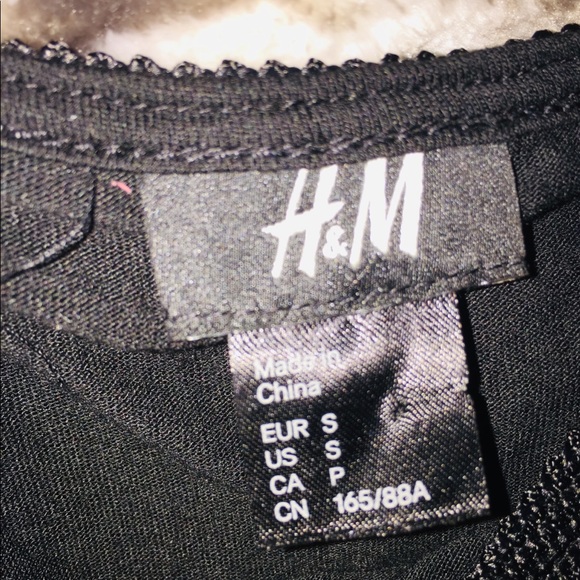 H&M
Made in
China
EUR S
US S
CA P
CN 165/88A